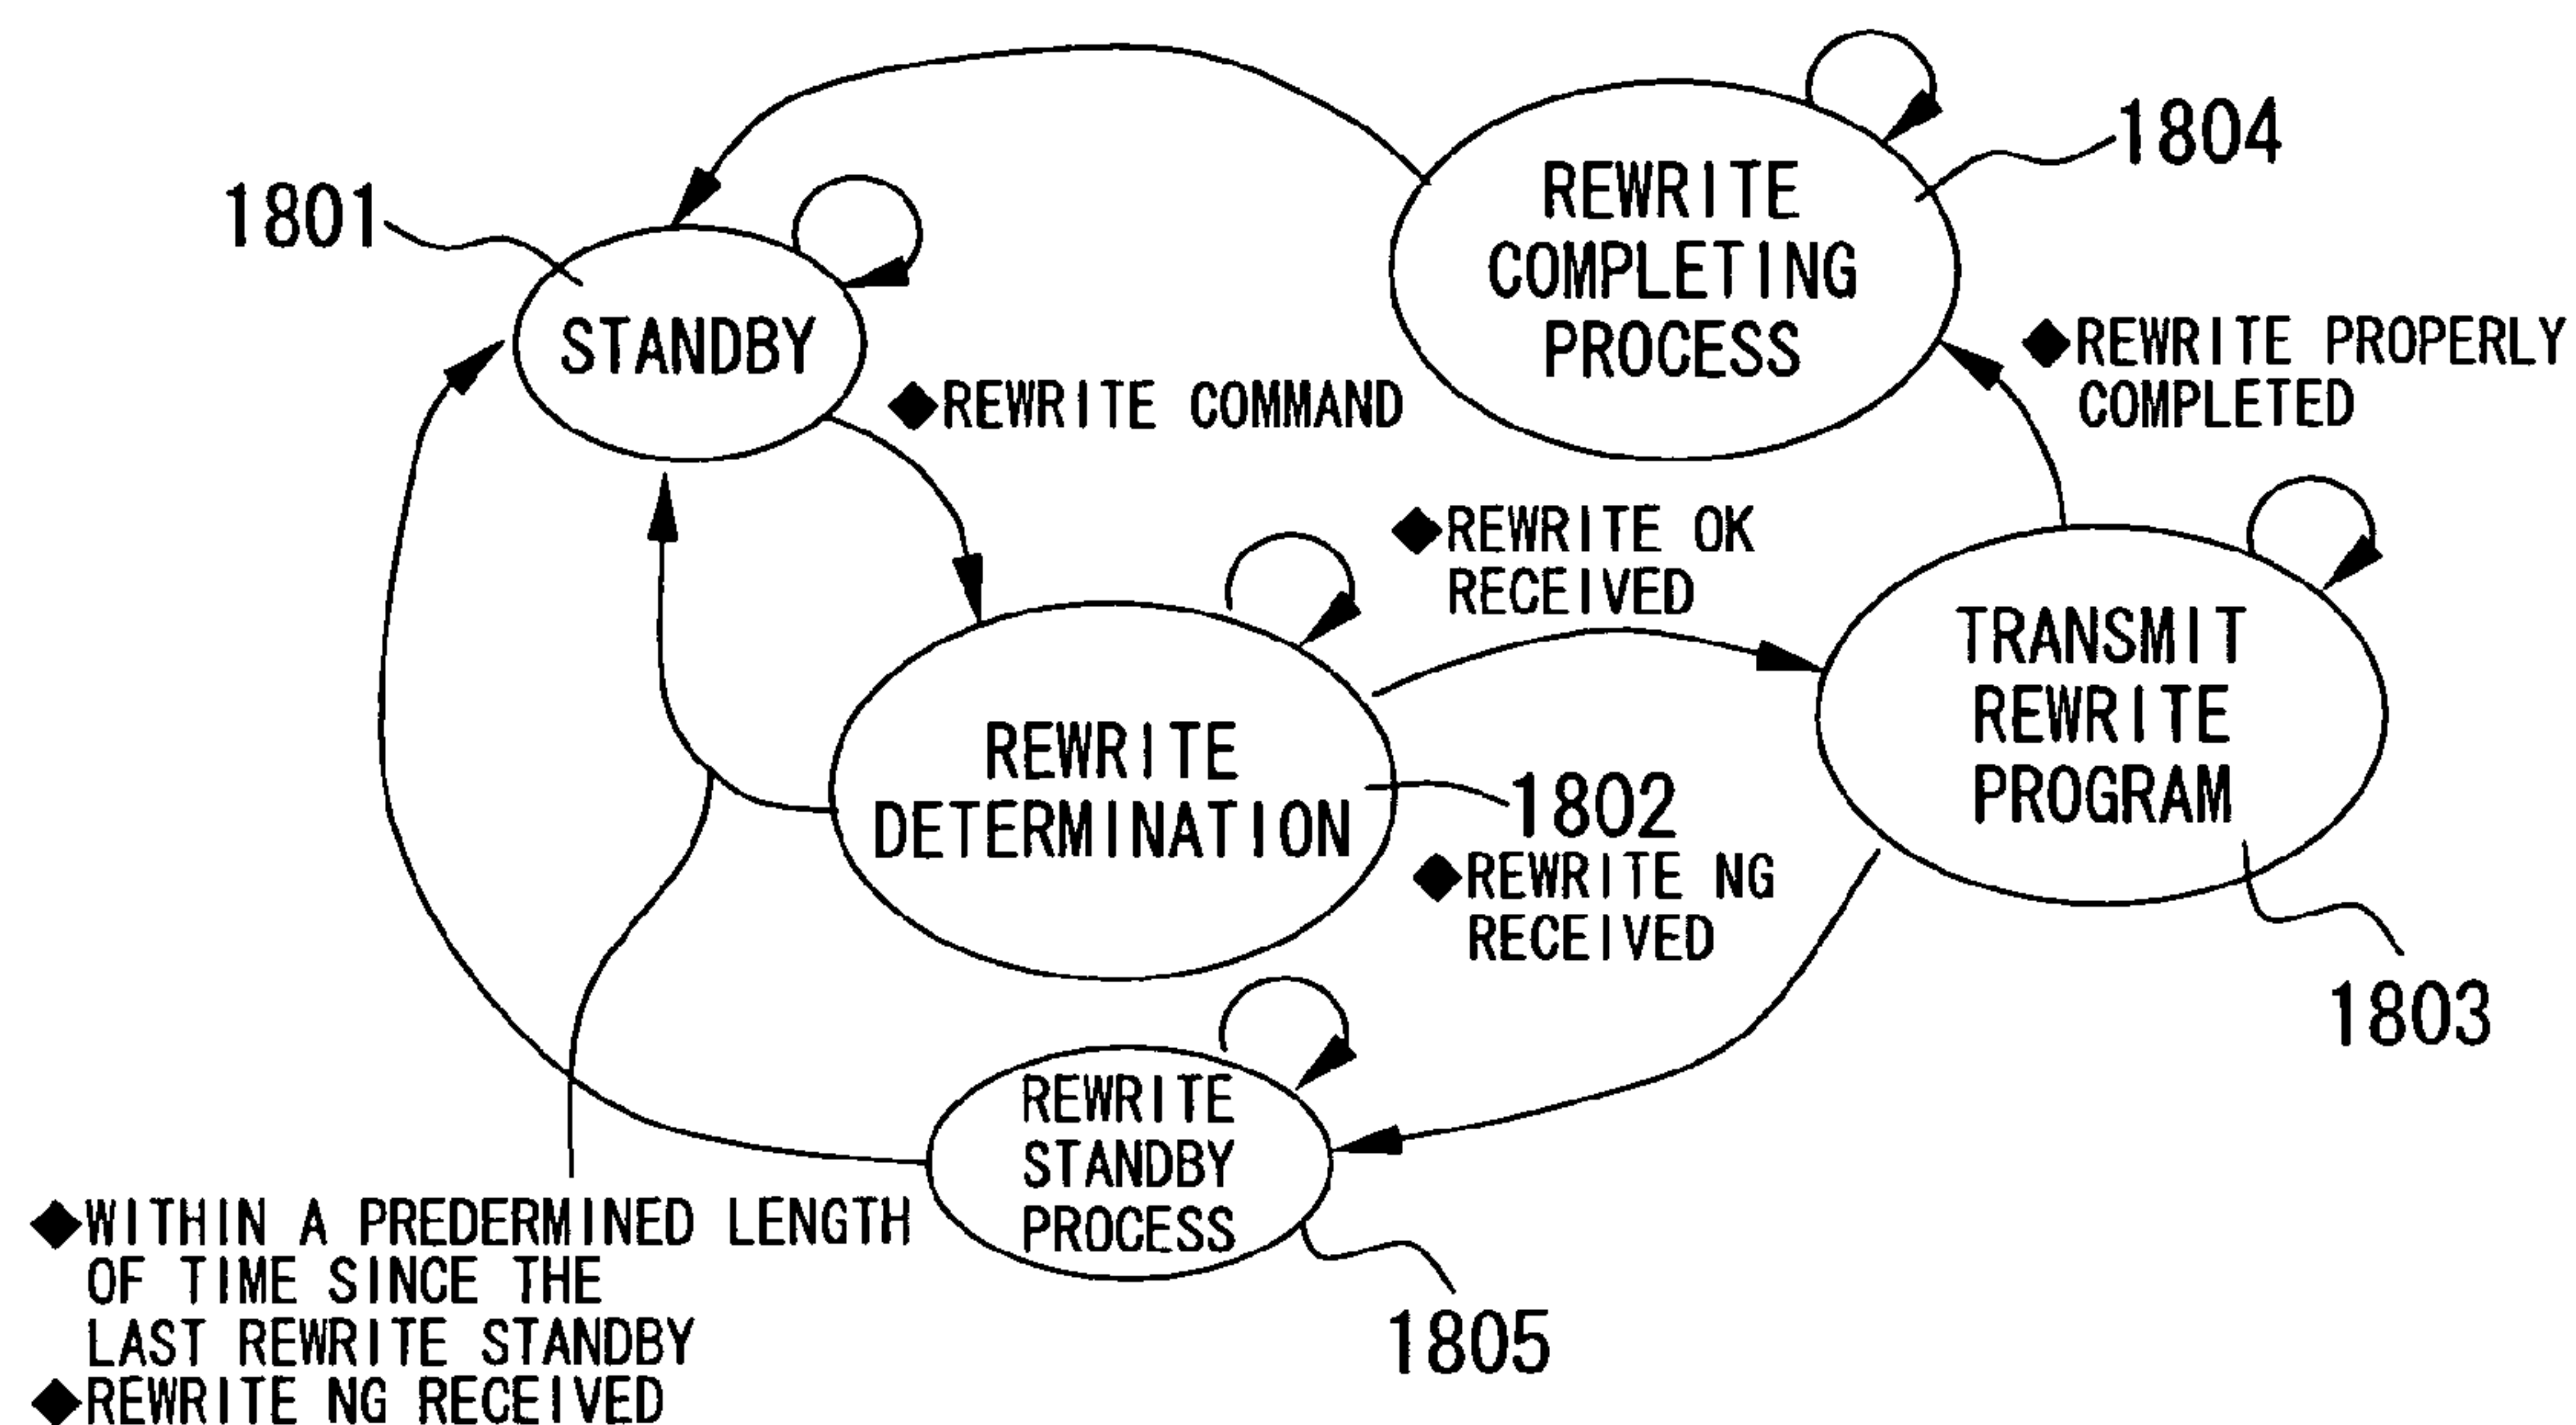 1804
REWRITE
COMPLETING
PROCESS
1801
STANDBY
◆REWRITE PROPERLY
COMPLETED
◆REWRITE COMMAND
◆REWRITE OK
RECEIVED
TRANSMIT
REWRITE
PROGRAM
REWRITE
DETERMINATION
1802
◆REWRITE NG
RECEIVED
1803
REWRITE
STANDBY
PROCESS
◆WITHIN A PREDERMINED LENGTH
OF TIME SINCE THE
LAST REWRITE STANDBY
◆REWRITE NG RECEIVED
1805